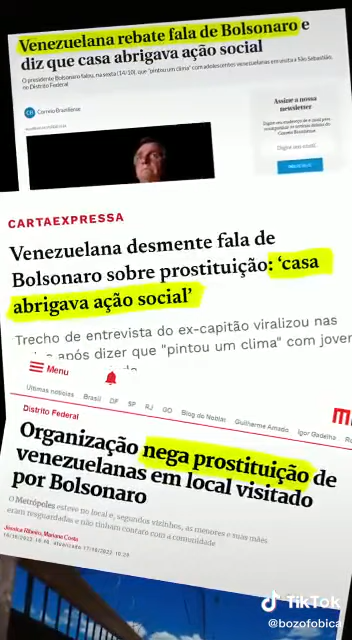 Venezuelana rebate fala de Bolsonaro e
diz que casa abrigava ação social
O presidente Bolsonaro falou, na sexta (14/10), que "pintou um clima" com adolescentes venezuelanas em visita a São Sebastião,
no Distrito Federal
CB Correio Braziliense
Assine a nossa
newsletter
Digite seu email
CARTAEXPRESSA
Venezuelana desmente fala de
Bolsonaro sobre prostituição: ‘casa
abrigava ação social’
Trecho de entrevista do ex-capitão viralizou nas
após dizer que "pintou um clima" com joven
Menu
Últimas notícias Brasil DF SP RJ GO Blog do Noblat Guilherme Amado Igor Gadelha
Distrito Federal
Organização nega prostituição de
venezuelanas em local visitado
por Bolsonaro
O Metrópoles esteve no local e, segundo vizinhos, as menores e suas mães
eram resguardadas e não tinham contato com a comunidade
Jéssica Ribeiro, Mariana Costa
TikTok
@bozofobica